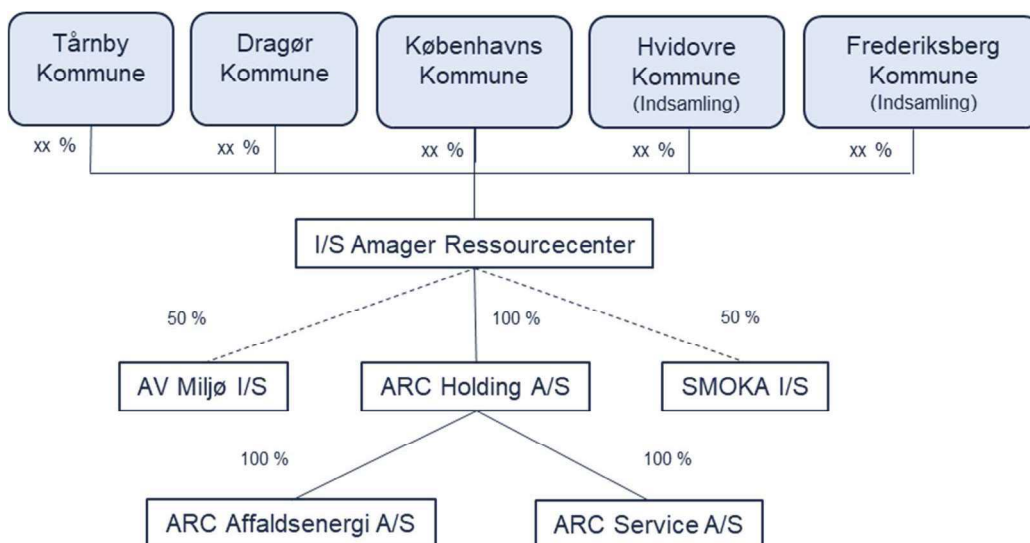 Tårnby
Kommune
Dragør
Kommune
Københavns
Kommune
Hvidovre
Kommune
(Indsamling)
Frederiksberg
Kommune
(Indsamling)
xx %
xx %
xx %
xx %
xx %
I/S Amager Ressourcecenter
50 %
100 %
50 %
AV Miljø I/S
ARC Holding A/S
SMOKA I/S
100 %
100 %
ARC Affaldsenergi A/S
ARC Service A/S